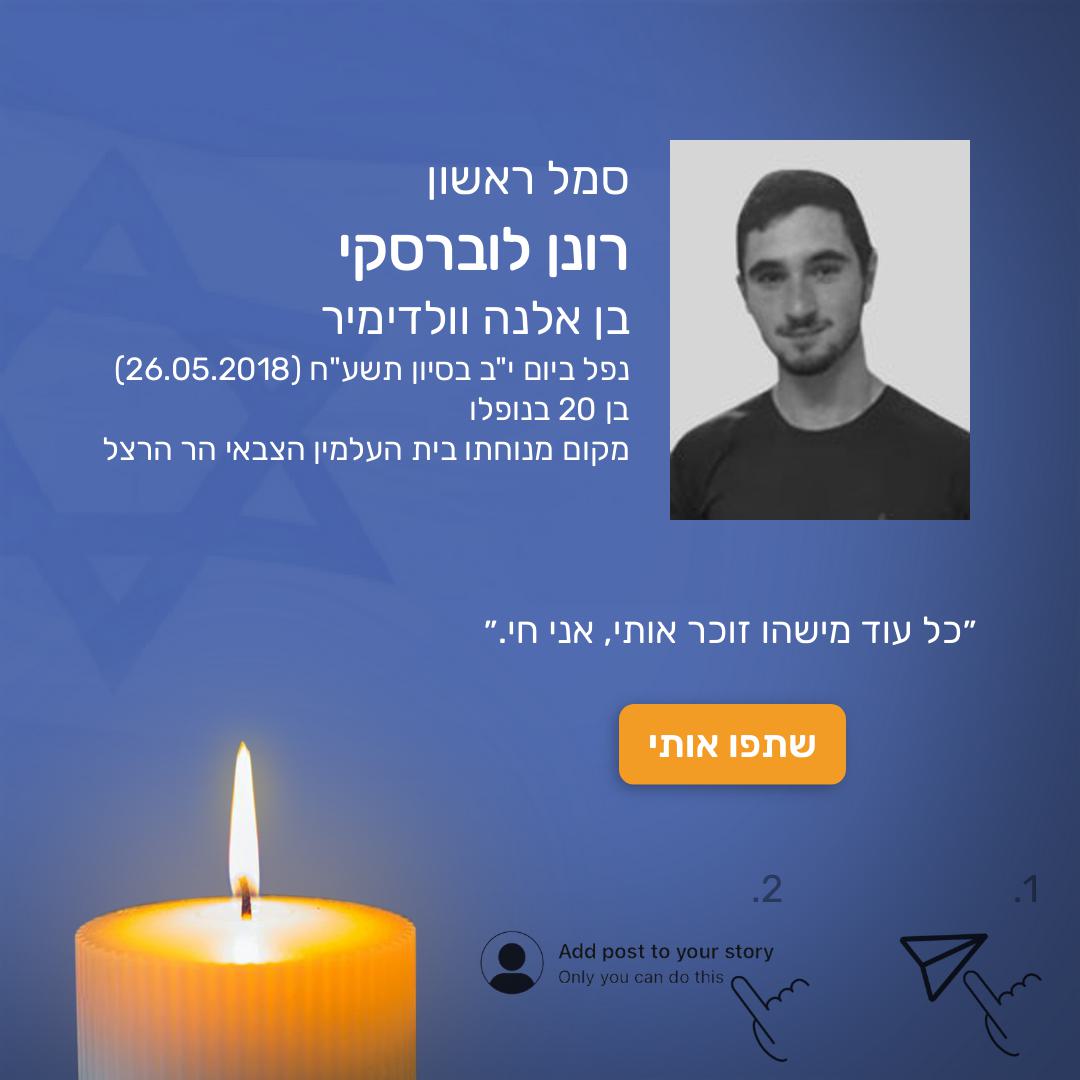 סמל ראשון
רונן לוברסקי
בן אלנה וולדימיר
נפל ביום י"ב בסיון תשע"ח (26.05.2018)
בן 20 בנופלו
מקום מנוחתו בית העלמין הצבאי הר הרצל
״כל עוד מישהו זוכר אותי, אני חי.״
שתפו אותי
.1
.2
Add post to your story
Only you can do this